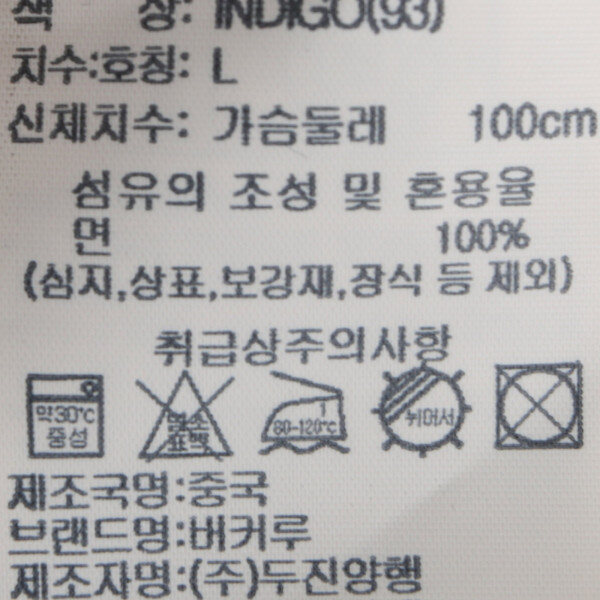 색 상: INDIGO(93)
치수:호칭: L
신체치수: 가슴둘레 100cm
섬유의 조성 및 혼용율
면 100%
(심지,상표,보강재,장식 등 제외)
취급상주의사항
약30℃
중성
염소
표백
1
80-120℃
뉘어서
제조국명:중국
브랜드명:버커루
제조자명:(주)두진양행